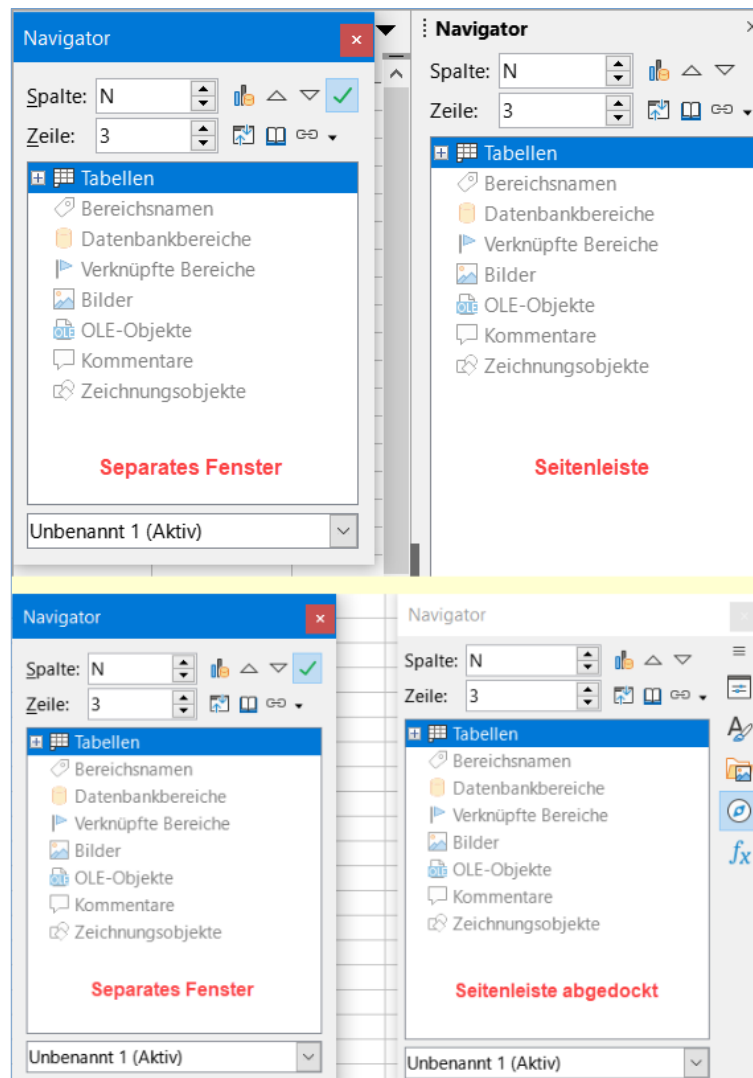 Navigator
Spalte: N
Zeile: 3
Tabellen
Bereichsnamen
Datenbankbereiche
Verknüpfte Bereiche
Bilder
OLE-Objekte
Kommentare
Zeichnungsobjekte
Separates Fenster
Unbenannt 1 (Aktiv)
Navigator
Spalte: N
Zeile: 3
Tabellen
Bereichsnamen
Datenbankbereiche
Verknüpfte Bereiche
Bilder
OLE-Objekte
Kommentare
Zeichnungsobjekte
Seitenleiste
Navigator
Spalte: N
Zeile: 3
Tabellen
Bereichsnamen
Datenbankbereiche
Verknüpfte Bereiche
Bilder
OLE-Objekte
Kommentare
Zeichnungsobjekte
Separates Fenster
Unbenannt 1 (Aktiv)
Navigator
Spalte: N
Zeile: 3
Tabellen
Bereichsnamen
Datenbankbereiche
Verknüpfte Bereiche
Bilder
OLE-Objekte
Kommentare
Zeichnungsobjekte
Seitenleiste abgedockt
Unbenannt 1 (Aktiv)